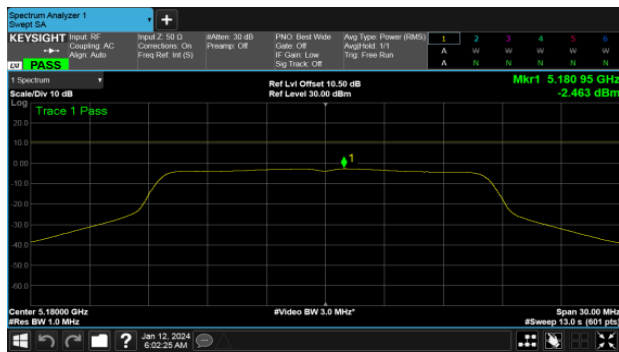 Spectrum Analyzer 1
Swept SA
+
KEYSIGHT Input: RF Input Z: 50 Ω #Atten: 30 dB PNO: Best Wide Avg Type: Power (RMS) 1 2 3 4 5 6
Coupling: AC Corrections: On Preamp: Off Gate: Off Avg|Hold: 1/1 A W W W W W
Align: Auto Freq Ref: Int (S) IF Gain: Low Trig: Free Run
Sig Track: Off A N N N N N
PASS
1 Spectrum
Scale/Div 10 dB
Ref Lvl Offset 10.50 dB
Ref Level 30.00 dBm
Mkr1 5.180 95 GHz
-2.463 dBm
Log
Trace 1 Pass
20.0
10.0
0.00
1
-10.0
-20.0
-30.0
-40.0
-50.0
-60.0
Center 5.18000 GHz #Video BW 3.0 MHz* Span 30.00 MHz
#Res BW 1.0 MHz #Sweep 13.0 s (601 pts)
?
Jan 12, 2024
6:02:25 AM